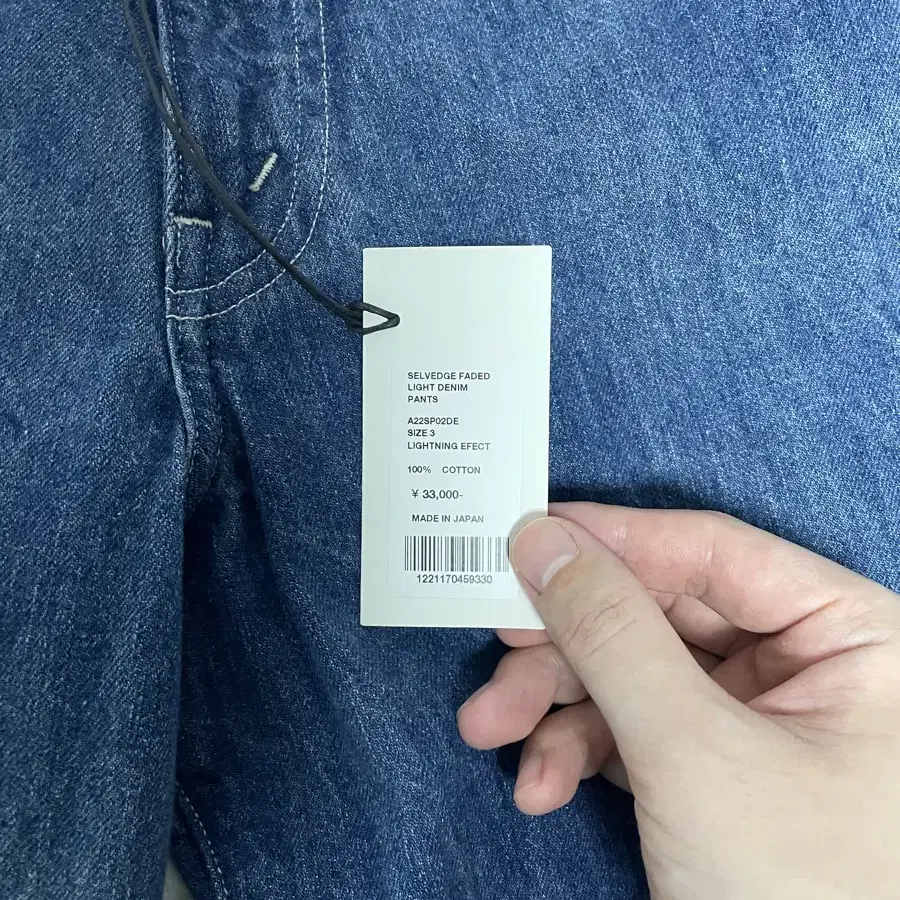 SELVEDGE FADED
LIGHT DENIM
PANTS
A22SP02DE
SIZE 3
LIGHTNING EFECT
100% COTTON
¥ 33,000-
MADE IN JAPAN
1221170459330